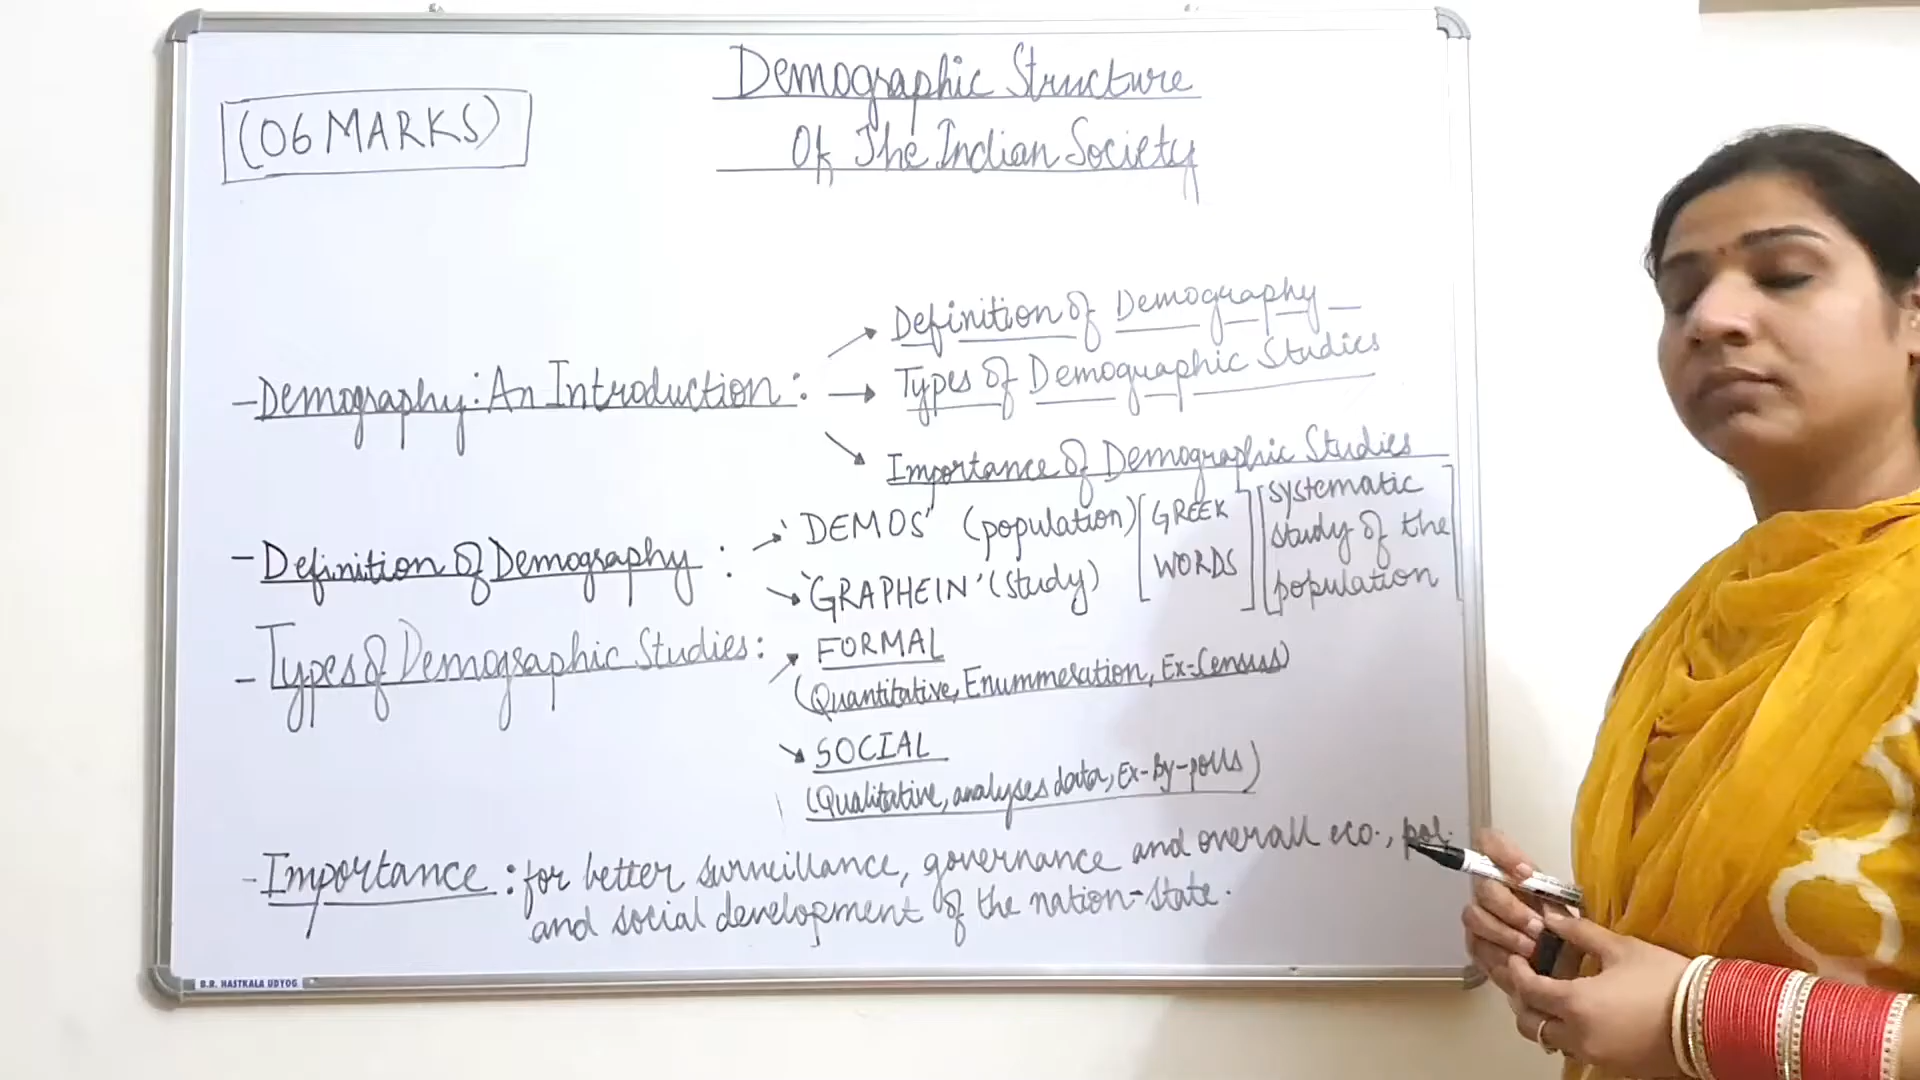 (06 MARKS)
Demographic Structure
Of The Indian Society
- Demography: An Introduction :
→ Definition of Demography
→ Types of Demographic Studies
→ Importance of Demographic Studies
- Definition of Demography :
→ 'DEMOS' (population)
→ 'GRAPHEIN' (study)
[GREEK
WORDS]
[systematic
study of the
population]
- Types of Demographic Studies:
→ FORMAL
(Quantitative, Enummeration, Ex-Census)
→ SOCIAL
(Qualitative, analyses data, Ex-By-polls)
- Importance : for better surveillance, governance and overall eco., pol.
and social development of the nation-state.
B.R. HASTKALA UDYOG